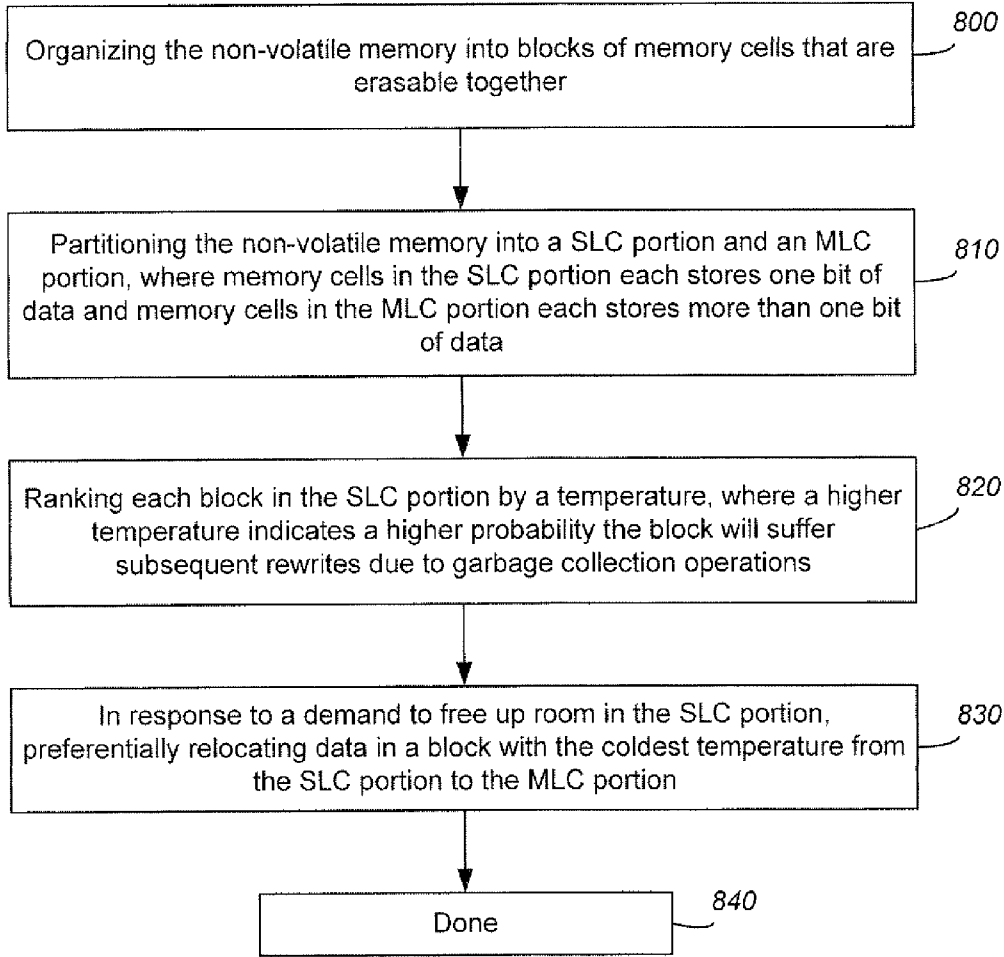 800
Organizing the non-volatile memory into blocks of memory cells that are
erasable together
810
Partitioning the non-volatile memory into a SLC portion and an MLC
portion, where memory cells in the SLC portion each stores one bit of
data and memory cells in the MLC portion each stores more than one bit
of data
820
Ranking each block in the SLC portion by a temperature, where a higher
temperature indicates a higher probability the block will suffer
subsequent rewrites due to garbage collection operations
830
In response to a demand to free up room in the SLC portion,
preferentially relocating data in a block with the coldest temperature from
the SLC portion to the MLC portion
840
Done